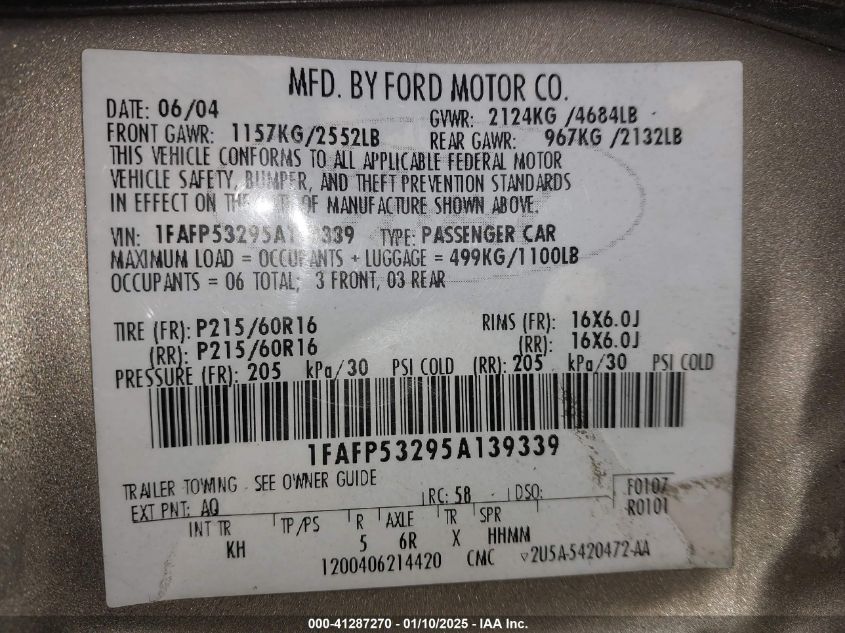 MFD. BY FORD MOTOR CO.
DATE: 06/04 GVWR: 2124KG /4684LB
FRONT GAWR: 1157KG/2552LB REAR GAWR: 967KG /2132LB
THIS VEHICLE CONFORMS TO ALL APPLICABLE FEDERAL MOTOR
VEHICLE SAFETY, BUMPER, AND THEFT PREVENTION STANDARDS
IN EFFECT ON THE DATE OF MANUFACTURE SHOWN ABOVE.
VIN: 1FAFP53295A139339 TYPE: PASSENGER CAR
MAXIMUM LOAD = OCCUPANTS + LUGGAGE = 499KG/1100LB
OCCUPANTS = 06 TOTAL; 3 FRONT, 03 REAR
TIRE (FR): P215/60R16 RIMS (FR): 16X6.0J
(RR): P215/60R16 (RR): 16X6.0J
PRESSURE (FR): 205 kPa/30 PSI COLD (RR): 205 kPa/30 PSI COLD
1FAFP53295A139339
TRAILER TOWING - SEE OWNER GUIDE
EXT PNT: AQ RC: 58 DSO: F0107
R0101
INT TR TP/PS R AXLE TR SPR
KH 5 6R X HHMM
1200406214420 CMC ▽2U5A-5420472-AA
000-41287270 - 01/10/2025 - IAA Inc.